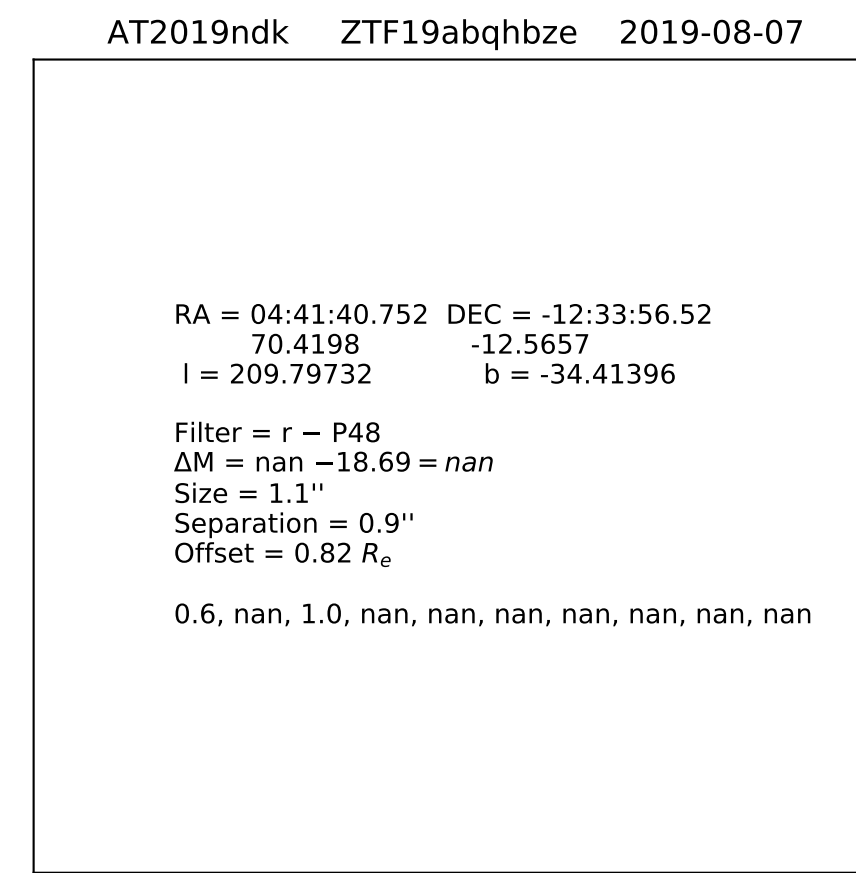 AT2019ndk ZTF19abqhbze 2019-08-07
RA = 04:41:40.752 DEC = -12:33:56.52
70.4198 -12.5657
l = 209.79732 b = -34.41396
Filter = r − P48
ΔM = nan −18.69 = nan
Size = 1.1''
Separation = 0.9''
Offset = 0.82 Rₑ
0.6, nan, 1.0, nan, nan, nan, nan, nan, nan, nan